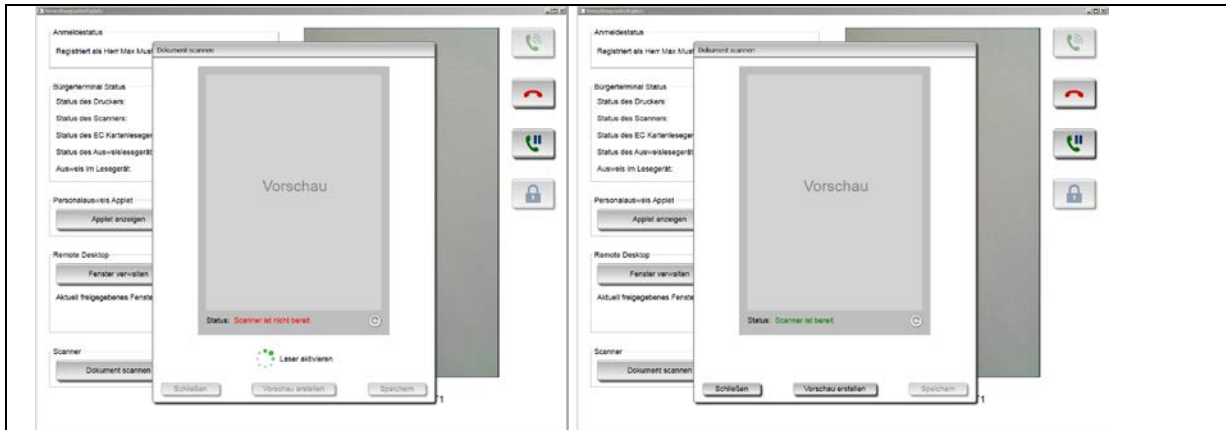 Anmeldestatus
Registriert als Herr Max Must
Dokument scannen
Bürgerterminal Status
Status des Druckers:
Status des Scanners:
Status des EC Kartenleseger
Status des Ausweislesegerät
Ausweis im Lesegerät:
Vorschau
Personalausweis Applet
Applet anzeigen
Remote Desktop
Fenster verwalten
Aktuell freigegebenes Fenste
Status: Scanner ist nicht bereit
Scanner
Laser aktivieren
Dokument scannen
Schließen Vorschau erstellen Speichern
Anmeldestatus
Registriert als Herr Max Must
Dokument scannen
Bürgerterminal Status
Status des Druckers:
Status des Scanners:
Status des EC Kartenleseger
Status des Ausweislesegerät
Ausweis im Lesegerät:
Vorschau
Personalausweis Applet
Applet anzeigen
Remote Desktop
Fenster verwalten
Aktuell freigegebenes Fenste
Status: Scanner ist bereit
Scanner
Dokument scannen
Schließen Vorschau erstellen Speichern